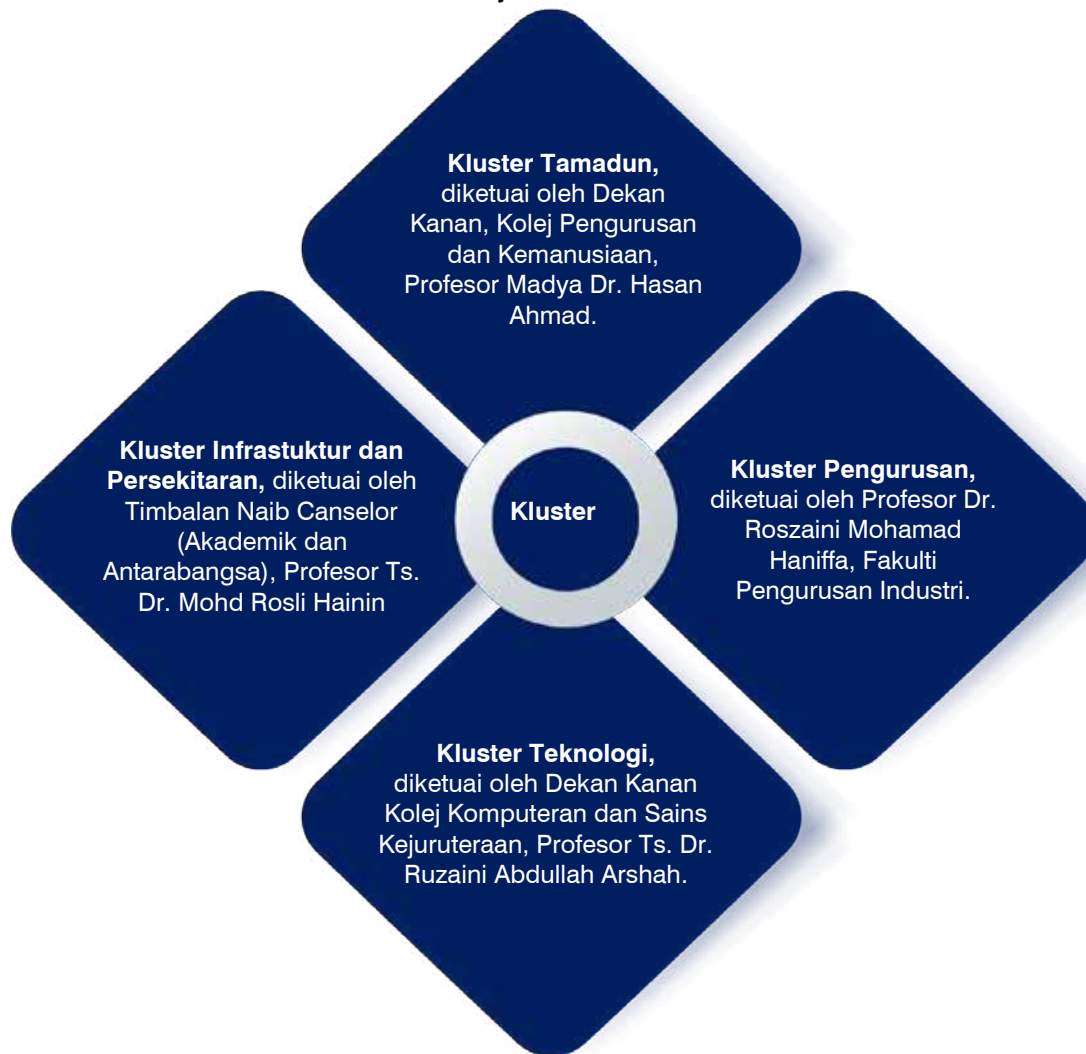 Kluster Tamadun,
diketuai oleh Dekan
Kanan, Kolej Pengurusan
dan Kemanusiaan,
Profesor Madya Dr. Hasan
Ahmad.
Kluster Infrastuktur dan
Persekitaran, diketuai oleh
Timbalan Naib Canselor
(Akademik dan
Antarabangsa), Profesor Ts.
Dr. Mohd Rosli Hainin
Kluster
Kluster Pengurusan,
diketuai oleh Profesor Dr.
Roszaini Mohamad
Haniffa, Fakulti
Pengurusan Industri.
Kluster Teknologi,
diketuai oleh Dekan Kanan
Kolej Komputeran dan Sains
Kejuruteraan, Profesor Ts. Dr.
Ruzaini Abdullah Arshah.